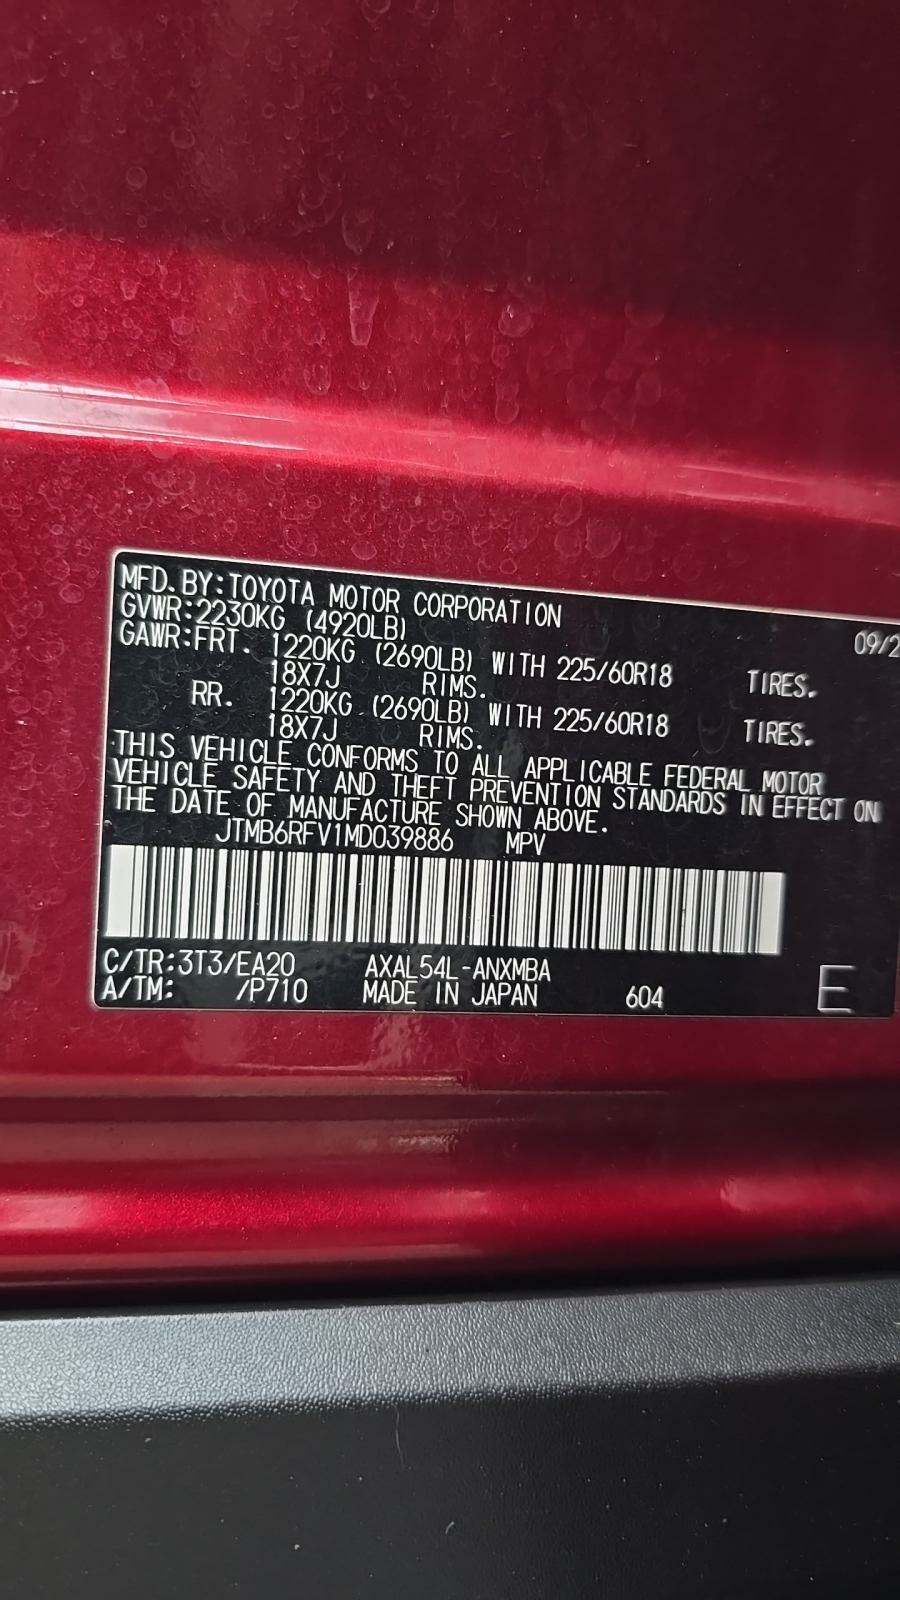 MFD. BY:TOYOTA MOTOR CORPORATION 09/2
GVWR:2230KG (4920LB)
GAWR:FRT. 1220KG (2690LB) WITH 225/60R18 TIRES.
18X7J RIMS.
RR. 1220KG (2690LB) WITH 225/60R18 TIRES.
18X7J RIMS.
THIS VEHICLE CONFORMS TO ALL APPLICABLE FEDERAL MOTOR
VEHICLE SAFETY AND THEFT PREVENTION STANDARDS IN EFFECT ON
THE DATE OF MANUFACTURE SHOWN ABOVE.
JTMB6RFV1MD039886 MPV
C/TR:3T3/EA20 AXAL54L-ANXMBA
A/TM: /P710 MADE IN JAPAN 604 E